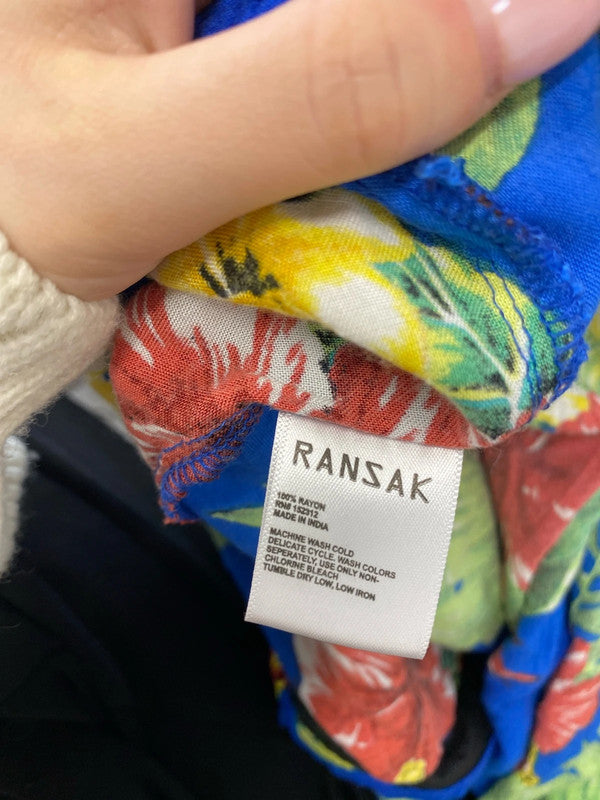 RANSAK
100% RAYON
RN# 152312
MADE IN INDIA
MACHINE WASH COLD
DELICATE CYCLE. WASH COLORS
SEPERATELY, USE ONLY NON-
CHLORINE BLEACH
TUMBLE DRY LOW, LOW IRON